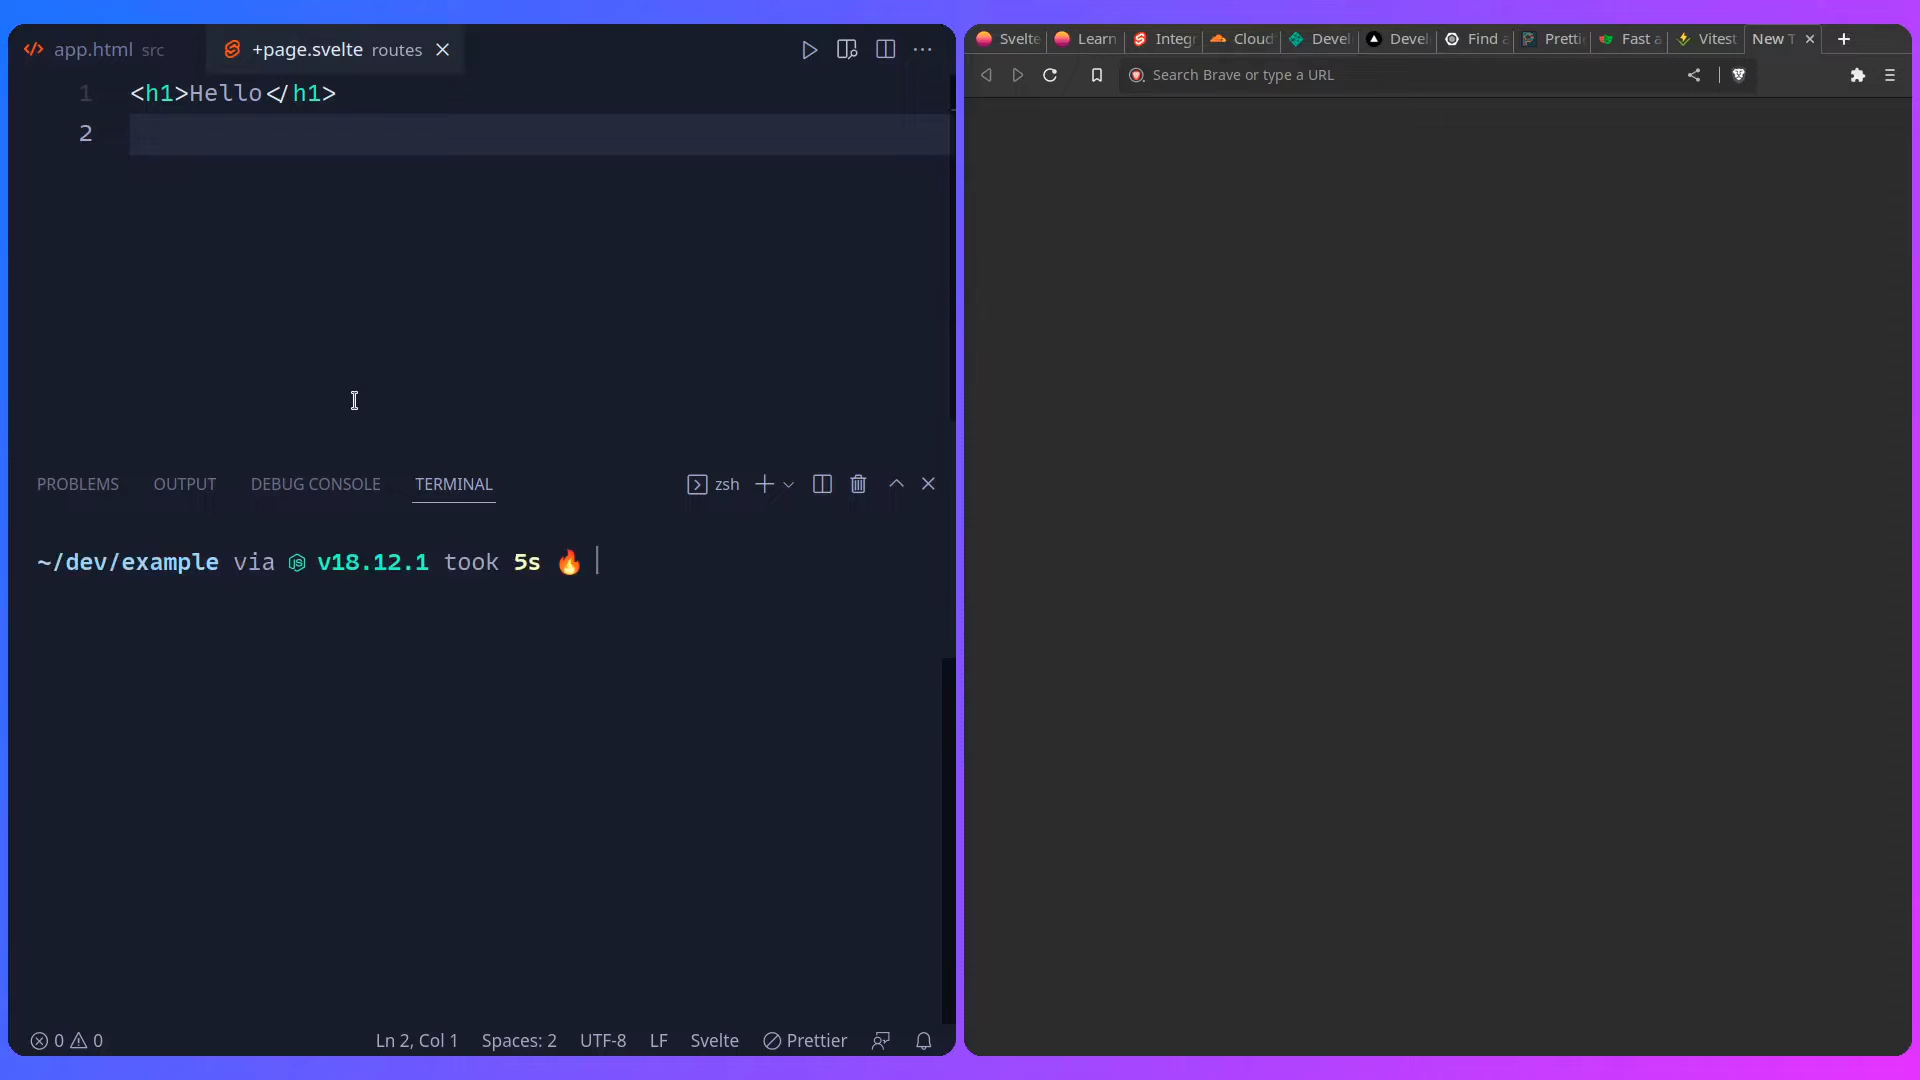 app.html src
+page.svelte routes
1 <h1>Hello</h1>
2
PROBLEMS OUTPUT DEBUG CONSOLE TERMINAL
zsh
~/dev/example via v18.12.1 took 5s
0 0 Ln 2, Col 1 Spaces: 2 UTF-8 LF Svelte Prettier
Svelte Learn Integr Cloud Devel Devel Find a Pretti Fast a Vitest New T
Search Brave or type a URL